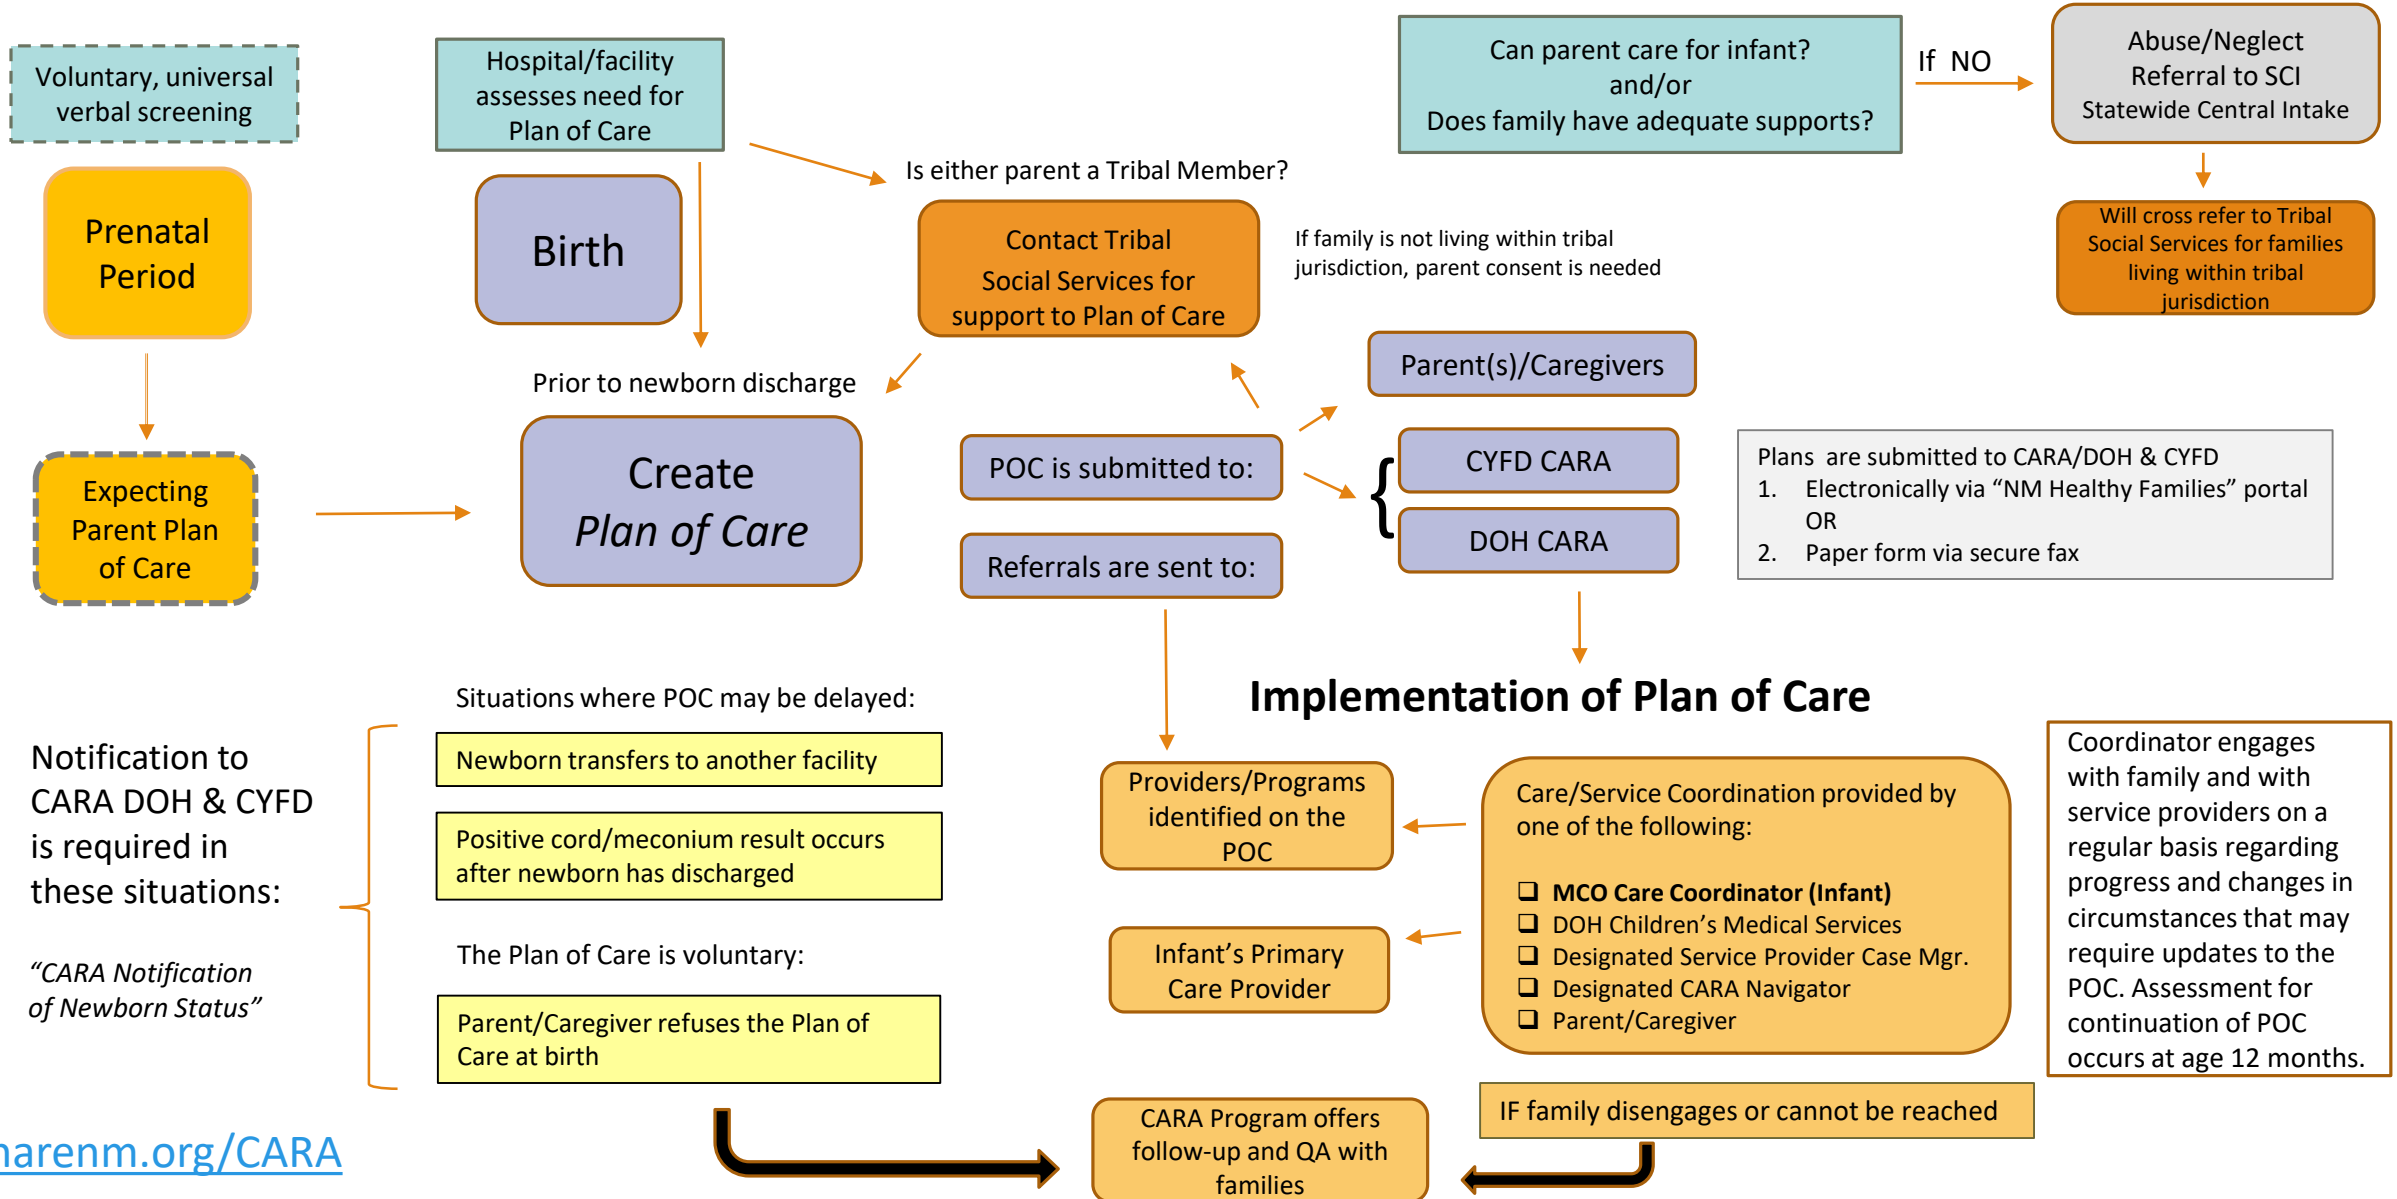 Voluntary, universal
verbal screening
Prenatal
Period
Expecting
Parent Plan
of Care
Hospital/facility
assesses need for
Plan of Care
Birth
Prior to newborn discharge
Create
Plan of Care
Is either parent a Tribal Member?
Contact Tribal
Social Services for
support to Plan of Care
If family is not living within tribal
jurisdiction, parent consent is needed
Can parent care for infant?
and/or
Does family have adequate supports?
If NO
Abuse/Neglect
Referral to SCI
Statewide Central Intake
Will cross refer to Tribal
Social Services for families
living within tribal
jurisdiction
POC is submitted to:
Referrals are sent to:
Parent(s)/Caregivers
CYFD CARA
DOH CARA
Plans are submitted to CARA/DOH & CYFD
1. Electronically via “NM Healthy Families” portal
OR
2. Paper form via secure fax
Notification to
CARA DOH & CYFD
is required in
these situations:
“CARA Notification
of Newborn Status”
Situations where POC may be delayed:
Newborn transfers to another facility
Positive cord/meconium result occurs
after newborn has discharged
The Plan of Care is voluntary:
Parent/Caregiver refuses the Plan of
Care at birth
Implementation of Plan of Care
Providers/Programs
identified on the
POC
Infant’s Primary
Care Provider
Care/Service Coordination provided by
one of the following:
❑ MCO Care Coordinator (Infant)
❑ DOH Children’s Medical Services
❑ Designated Service Provider Case Mgr.
❑ Designated CARA Navigator
❑ Parent/Caregiver
Coordinator engages
with family and with
service providers on a
regular basis regarding
progress and changes in
circumstances that may
require updates to the
POC. Assessment for
continuation of POC
occurs at age 12 months.
IF family disengages or cannot be reached
CARA Program offers
follow-up and QA with
families
narenm.org/CARA